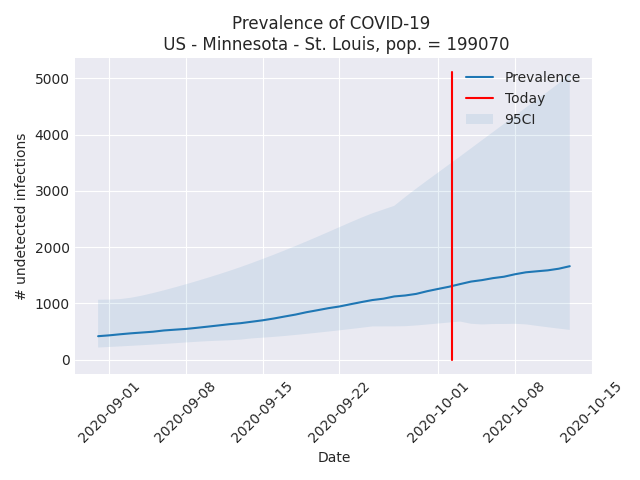 Prevalence of COVID-19
US - Minnesota - St. Louis, pop. = 199070
5000
4000
3000
2000
1000
0
# undetected infections
Prevalence
Today
95CI
2020-09-01
2020-09-08
2020-09-15
2020-09-22
2020-10-01
2020-10-08
2020-10-15
Date